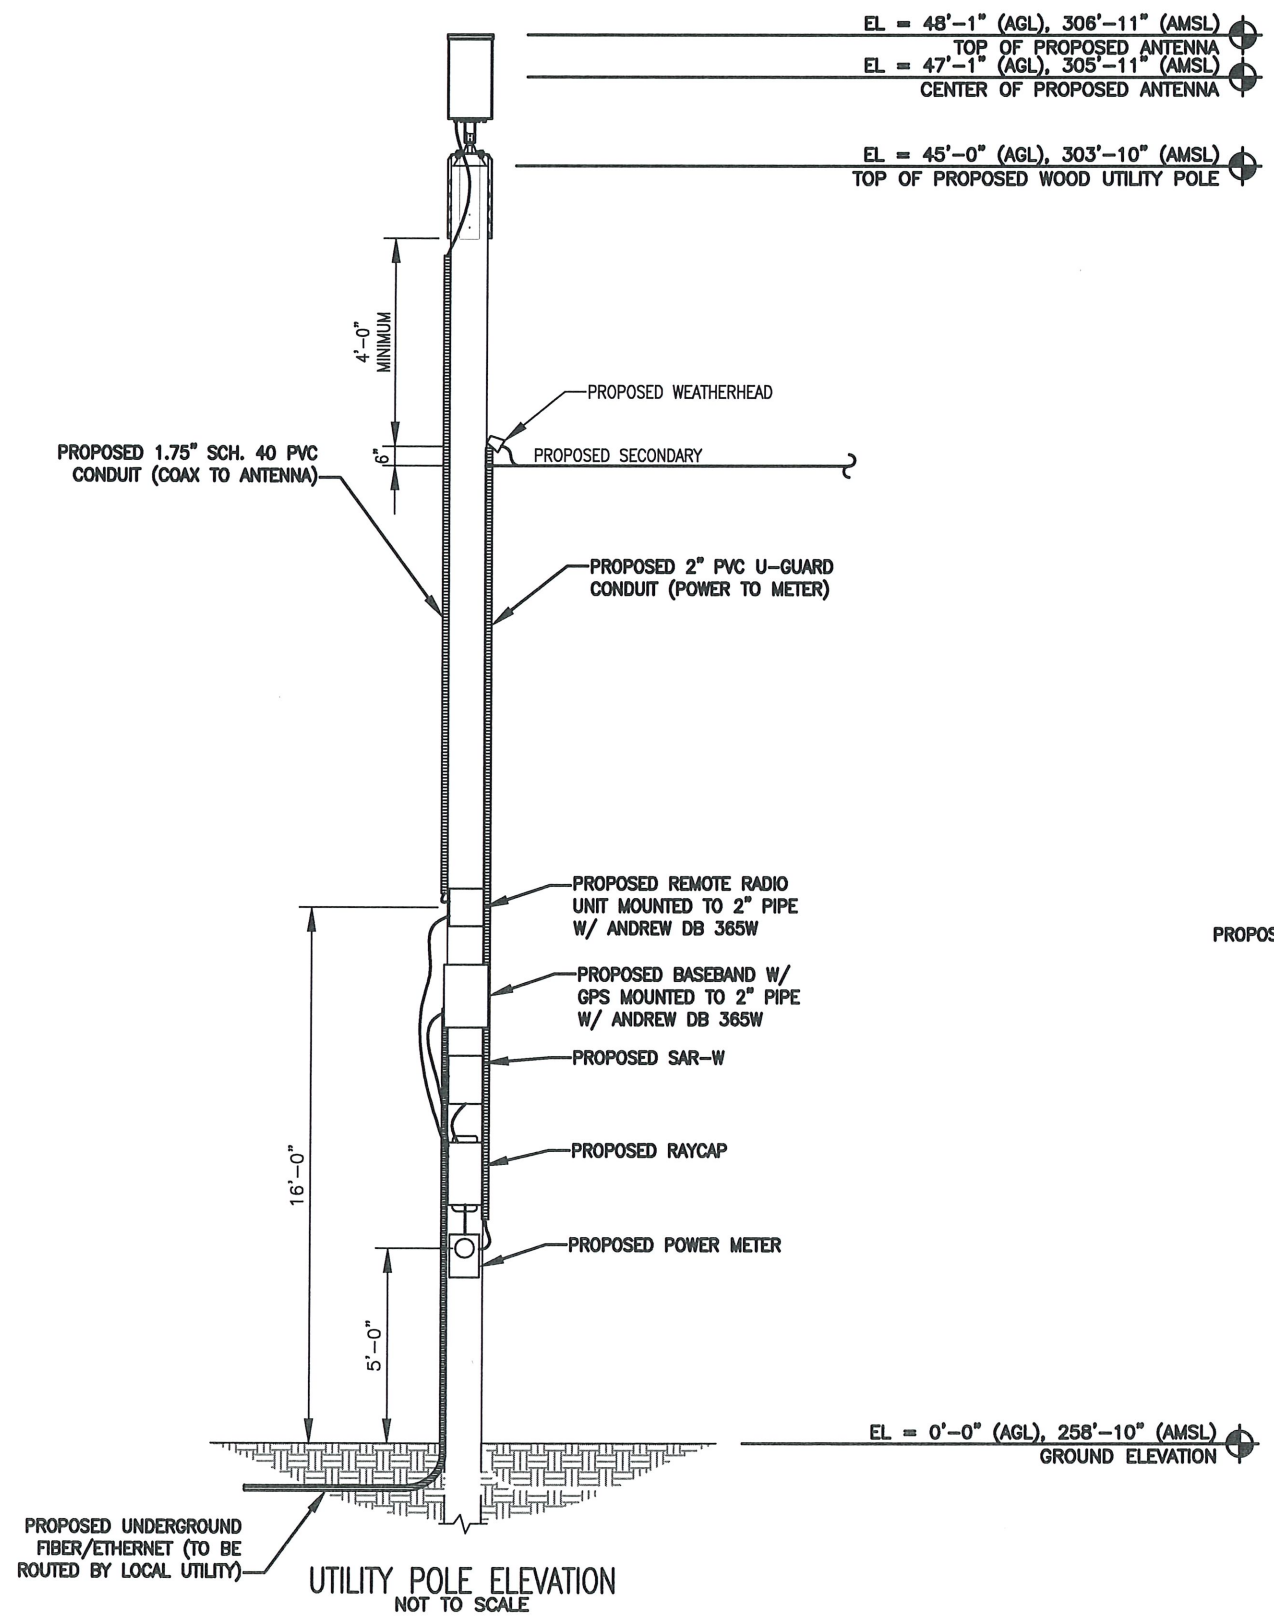 EL = 48'-1" (AGL), 306'-11" (AMSL)
TOP OF PROPOSED ANTENNA
EL = 47'-1" (AGL), 305'-11" (AMSL)
CENTER OF PROPOSED ANTENNA
EL = 45'-0" (AGL), 303'-10" (AMSL)
TOP OF PROPOSED WOOD UTILITY POLE
4'-0"
MINIMUM
PROPOSED WEATHERHEAD
6"
PROPOSED SECONDARY
PROPOSED 1.75" SCH. 40 PVC
CONDUIT (COAX TO ANTENNA)
PROPOSED 2" PVC U-GUARD
CONDUIT (POWER TO METER)
PROPOSED REMOTE RADIO
UNIT MOUNTED TO 2" PIPE
W/ ANDREW DB 365W
PROPOS
PROPOSED BASEBAND W/
GPS MOUNTED TO 2" PIPE
W/ ANDREW DB 365W
PROPOSED SAR-W
PROPOSED RAYCAP
16'-0"
PROPOSED POWER METER
5'-0"
EL = 0'-0" (AGL), 258'-10" (AMSL)
GROUND ELEVATION
PROPOSED UNDERGROUND
FIBER/ETHERNET (TO BE
ROUTED BY LOCAL UTILITY)
UTILITY POLE ELEVATION
NOT TO SCALE